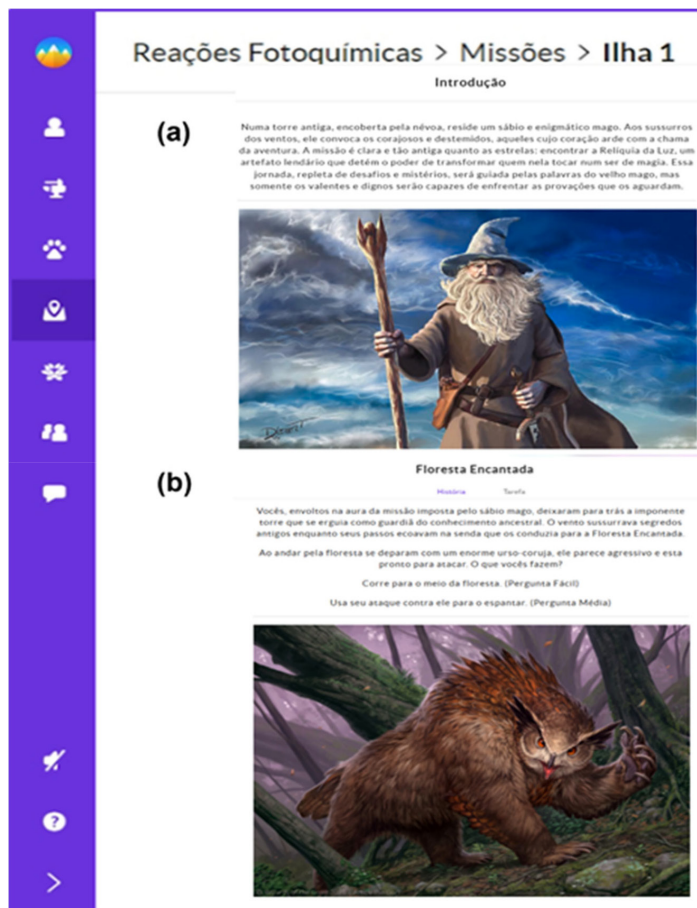 Reações Fotoquímicas > Missões > Ilha 1
Introdução
(a)
Numa torre antiga, encoberta pela névoa, reside um sábio e enigmático mago. Aos sussurros
dos ventos, ele convoca os corajosos e destemidos, aqueles cujo coração arde com a chama
da aventura. A missão é clara e tão antiga quanto as estrelas: encontrar a Relíquia da Luz, um
artefato lendário que detém o poder de transformar quem nela tocar num ser de magia. Essa
jornada, repleta de desafios e mistérios, será guiada pelas palavras do velho mago, mas
somente os valentes e dignos serão capazes de enfrentar as provações que os aguardam.
(b)
Floresta Encantada
História Tarefa
Vocês, envoltos na aura da missão imposta pelo sábio mago, deixaram para trás a imponente
torre que se erguia como guardiã do conhecimento ancestral. O vento sussurrava segredos
antigos enquanto seus passos ecoavam na senda que os conduzia para a Floresta Encantada.
Ao andar pela floresta se deparam com um enorme urso-coruja, ele parece agressivo e esta
pronto para atacar. O que vocês fazem?
Corre para o meio da floresta. (Pergunta Fácil)
Usa seu ataque contra ele para o espantar. (Pergunta Média)